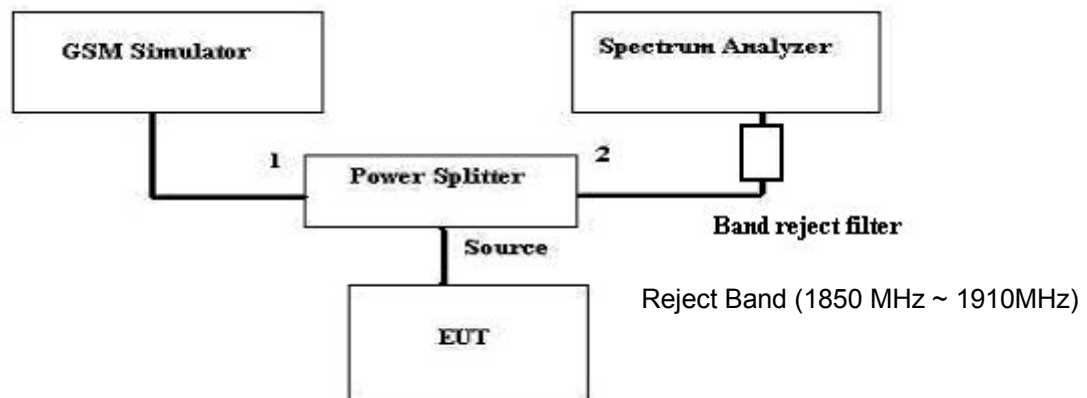 GSM Simulator
Spectrum Analyzer
1
2
Power Splitter
Band reject filter
Source
Reject Band (1850 MHz ~ 1910MHz)
EUT